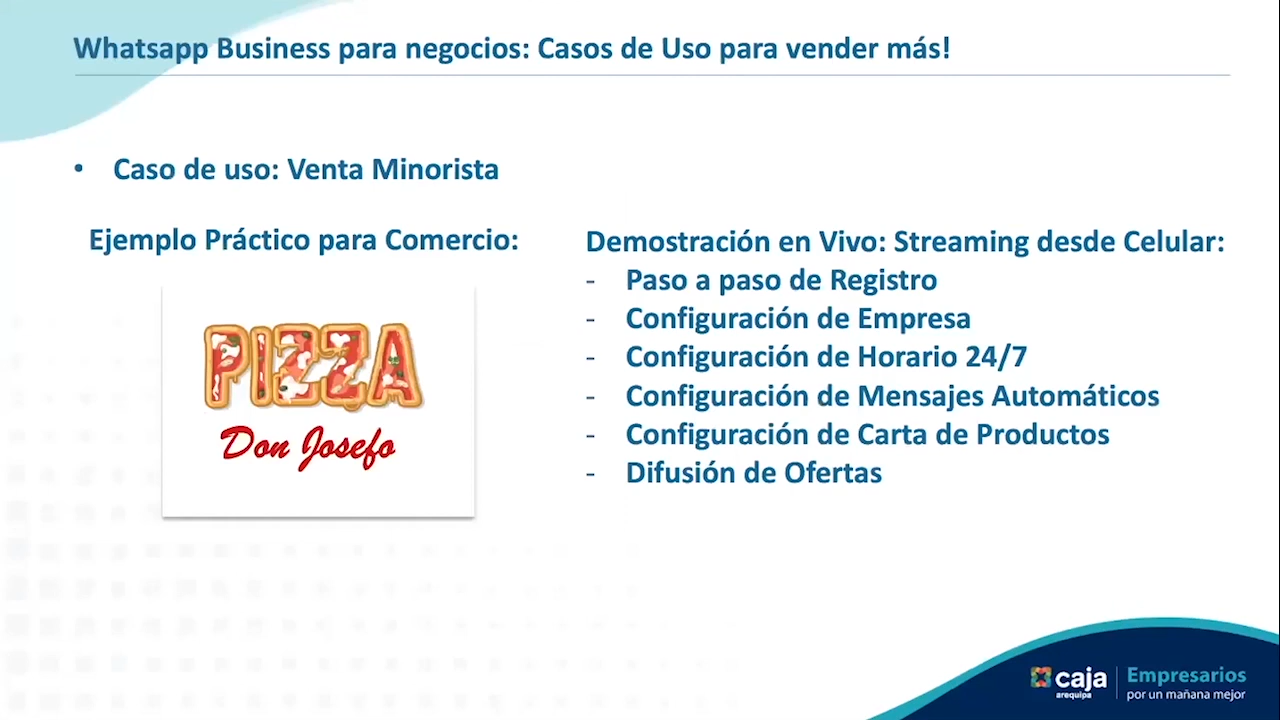 Whatsapp Business para negocios: Casos de Uso para vender más!
• Caso de uso: Venta Minorista
Ejemplo Práctico para Comercio:
PIZZA
Don Josefo
Demostración en Vivo: Streaming desde Celular:
- Paso a paso de Registro
- Configuración de Empresa
- Configuración de Horario 24/7
- Configuración de Mensajes Automáticos
- Configuración de Carta de Productos
- Difusión de Ofertas
caja
arequipa
Empresarios
por un mañana mejor